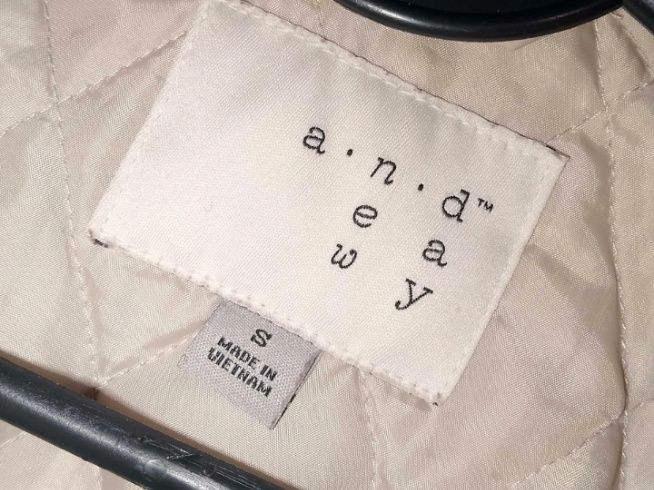 a · n · d™
e a
w y
S
MADE IN
VIETNAM